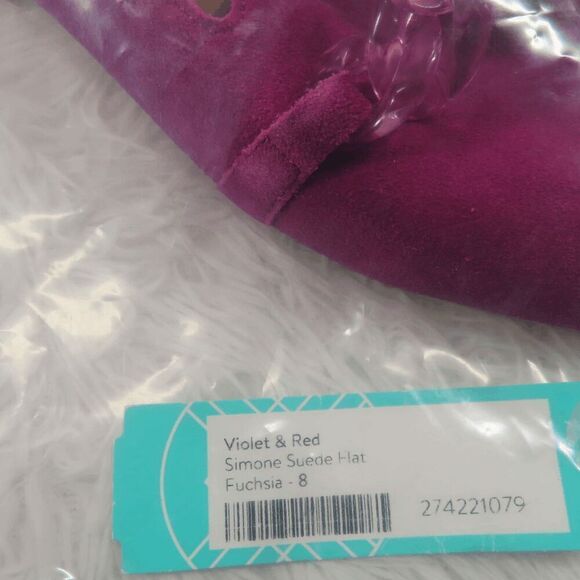 Violet & Red
Simone Suede Flat
Fuchsia - 8
274221079